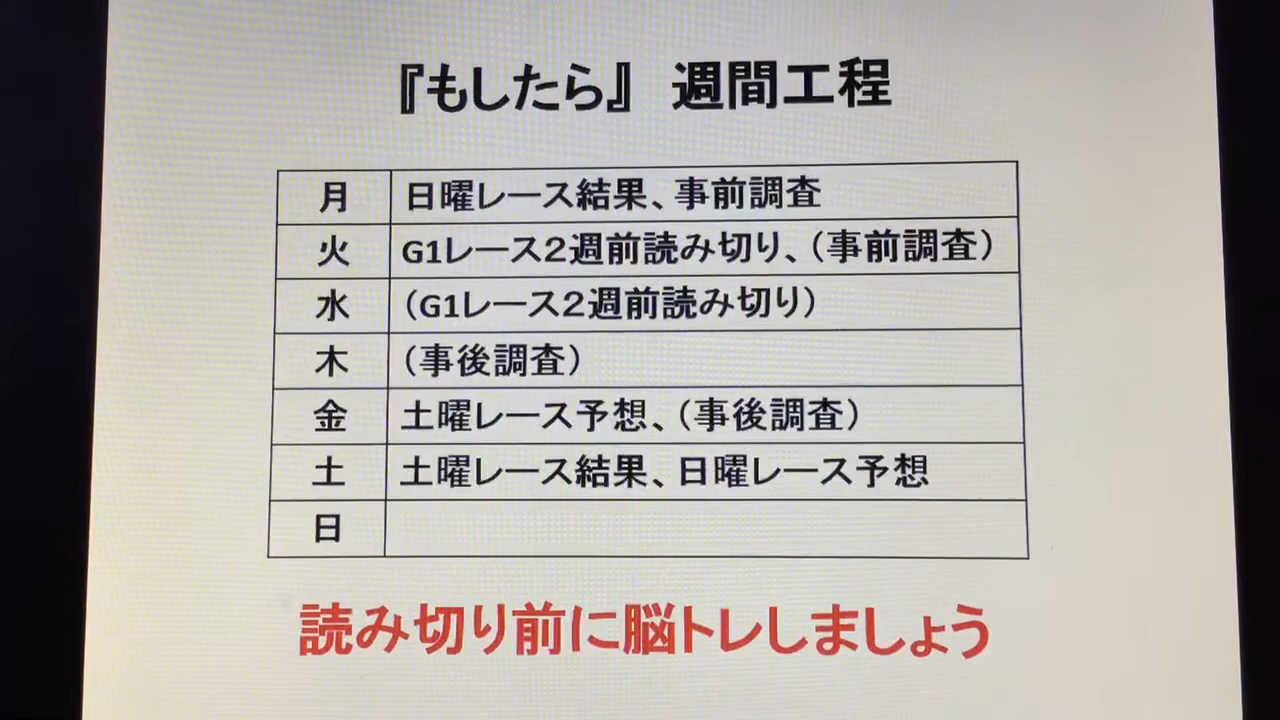 『もしたら』 週間工程
月 日曜レース結果、事前調査
火 G1レース２週前読み切り、（事前調査）
水 （G1レース２週前読み切り）
木 （事後調査）
金 土曜レース予想、（事後調査）
土 土曜レース結果、日曜レース予想
日
読み切り前に脳トレしましょう